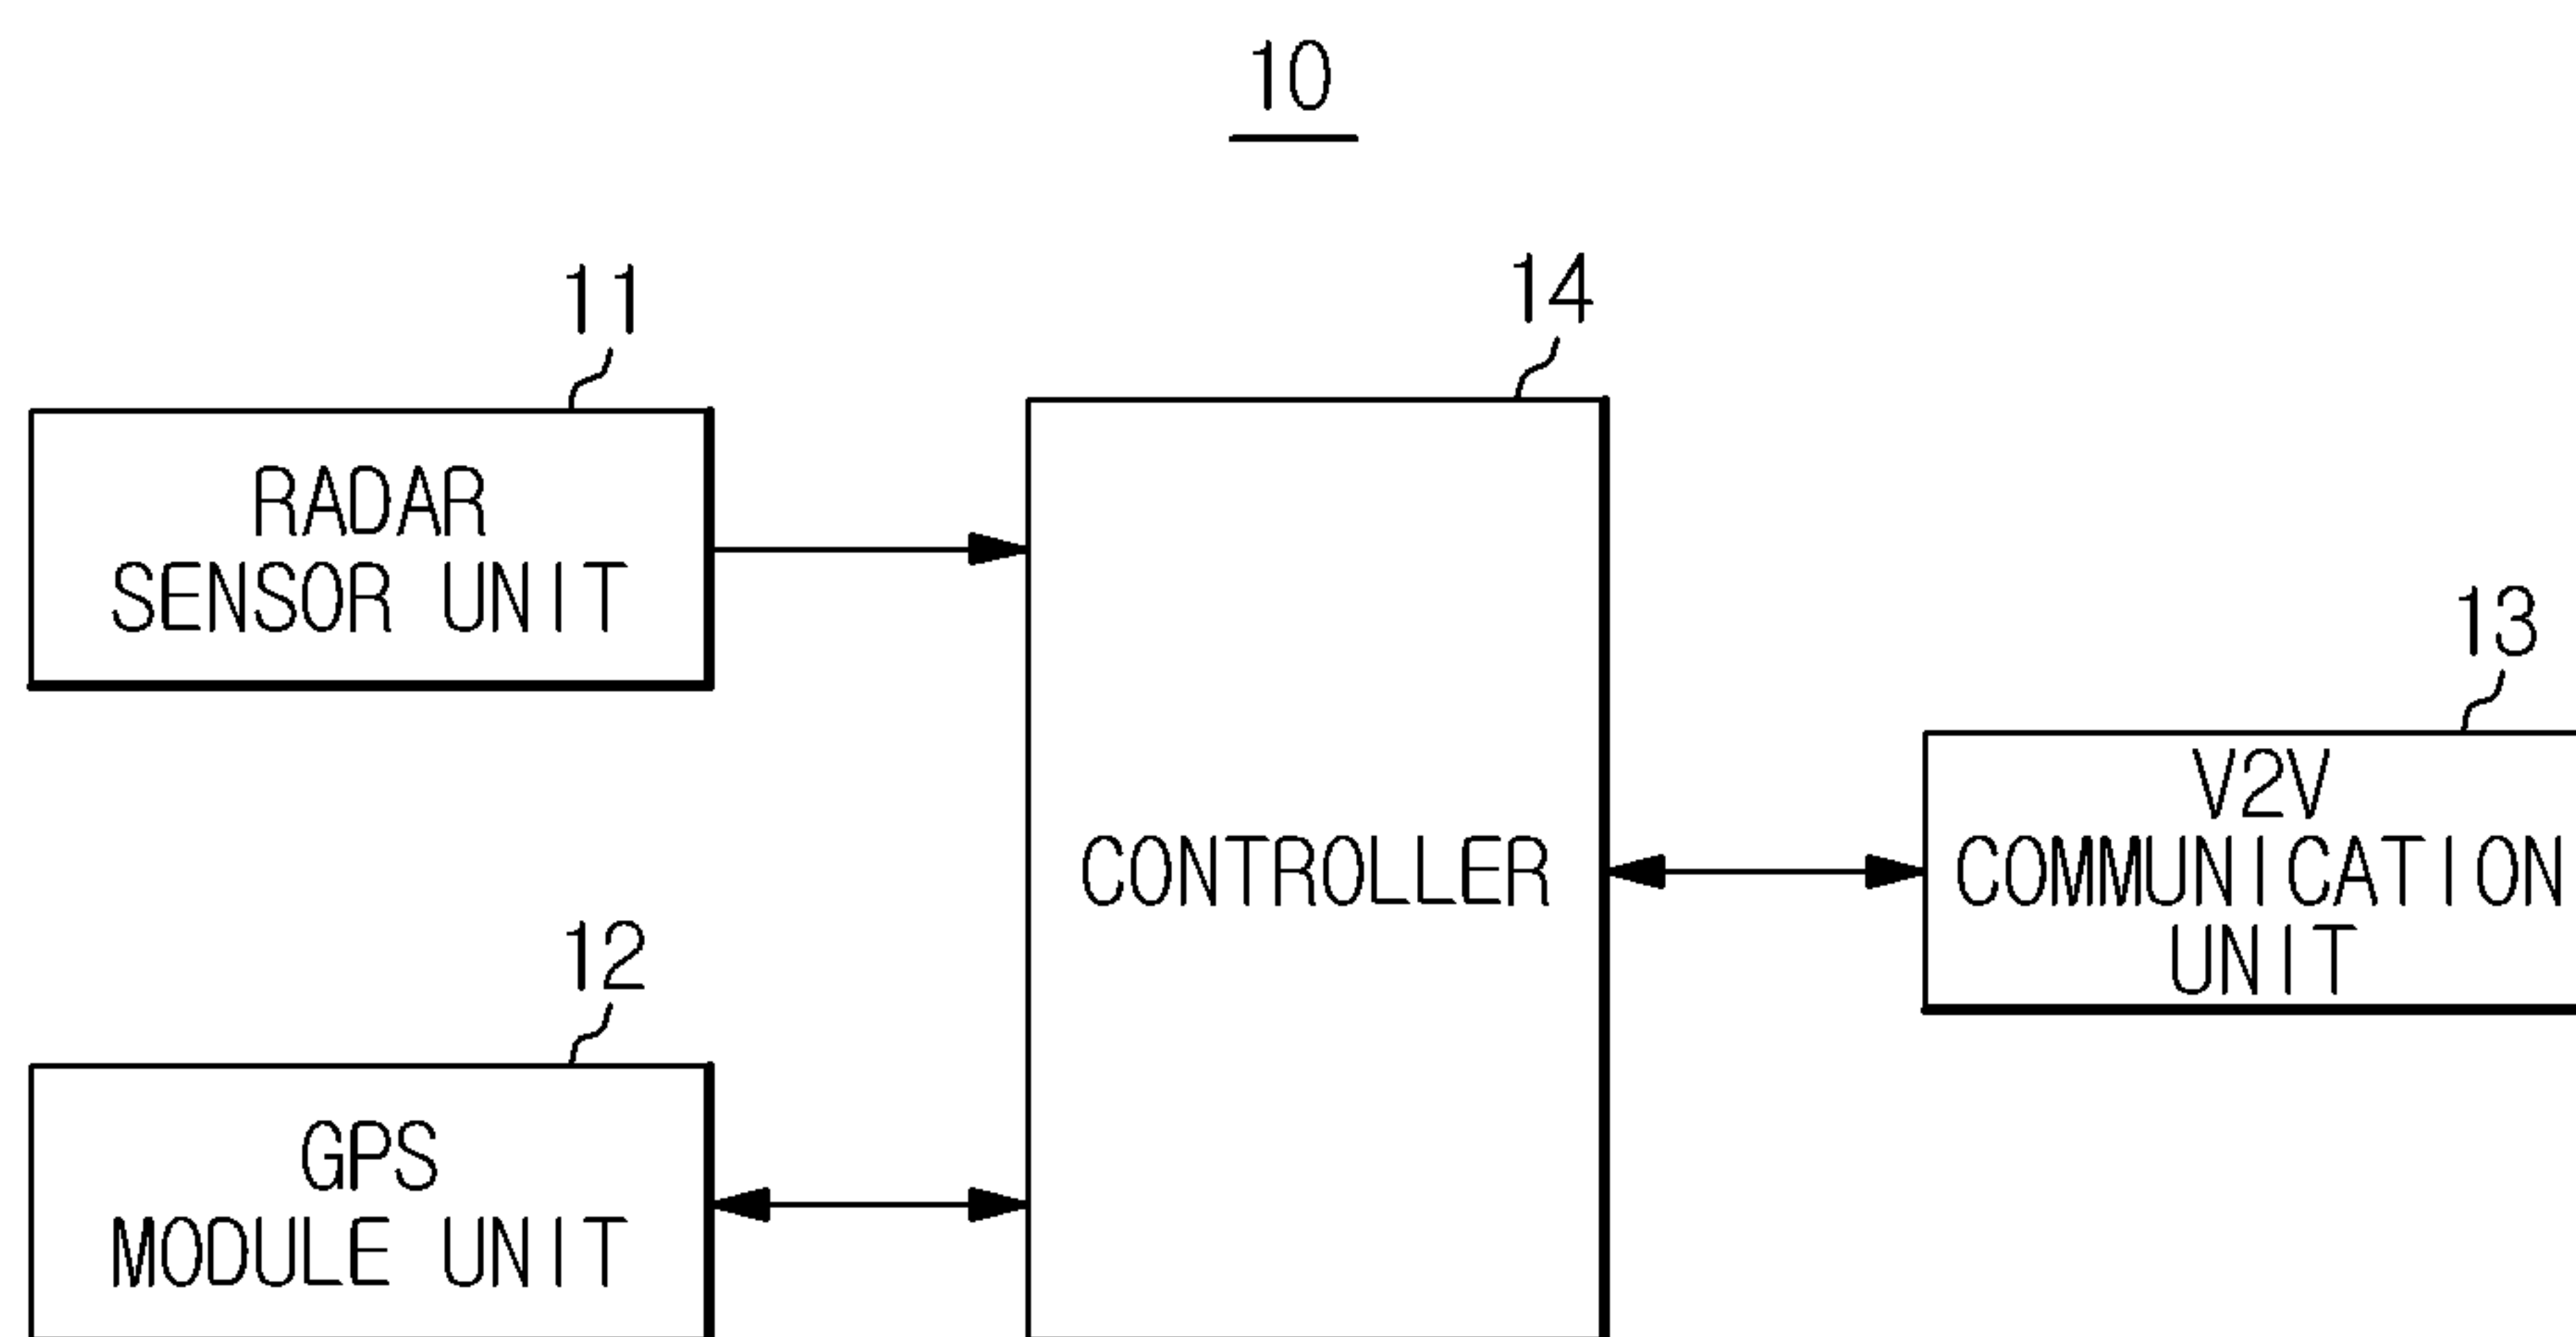 10
11
RADAR
SENSOR UNIT
14
CONTROLLER
13
V2V
COMMUNICATION
UNIT
12
GPS
MODULE UNIT